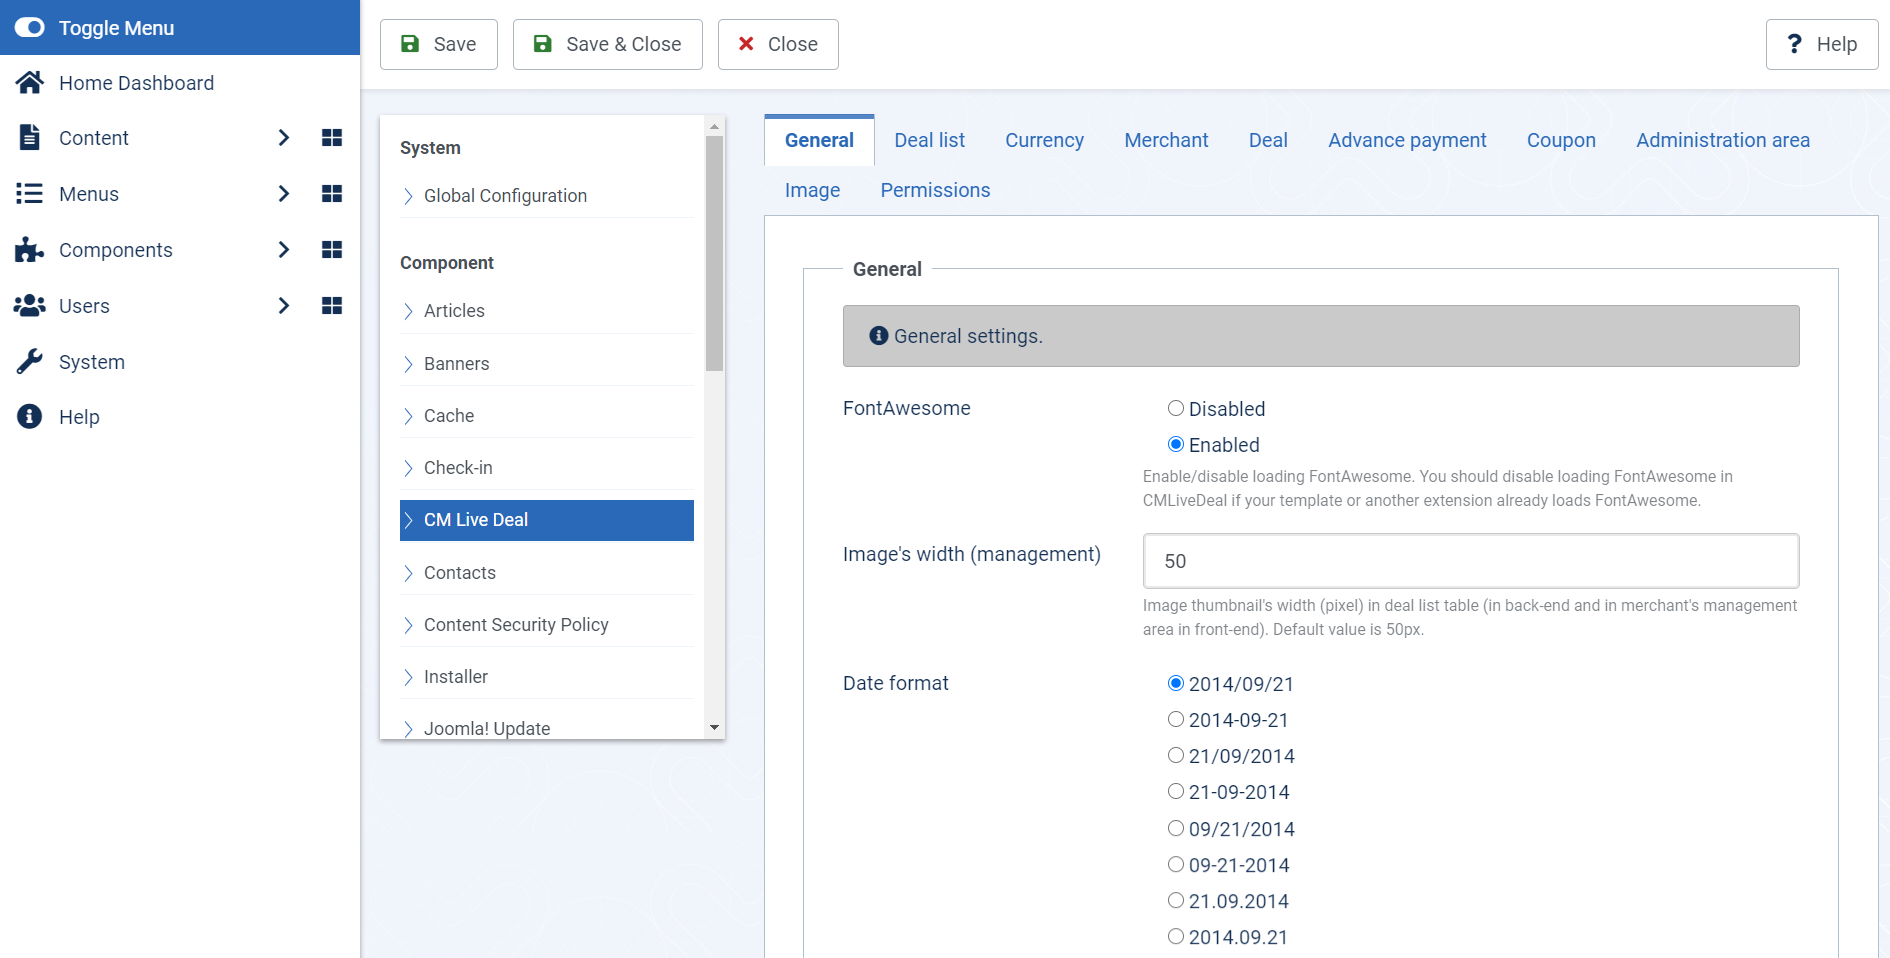 Toggle Menu
Home Dashboard
Content
Menus
Components
Users
System
Help
Save
Save & Close
Close
Help
System
Global Configuration
Component
Articles
Banners
Cache
Check-in
CM Live Deal
Contacts
Content Security Policy
Installer
Joomla! Update
General
Deal list
Currency
Merchant
Deal
Advance payment
Coupon
Administration area
Image
Permissions
General
General settings.
FontAwesome
Disabled
Enabled
Enable/disable loading FontAwesome. You should disable loading FontAwesome in
CMLiveDeal if your template or another extension already loads FontAwesome.
Image's width (management)
50
Image thumbnail's width (pixel) in deal list table (in back-end and in merchant's management
area in front-end). Default value is 50px.
Date format
2014/09/21
2014-09-21
21/09/2014
21-09-2014
09/21/2014
09-21-2014
21.09.2014
2014.09.21